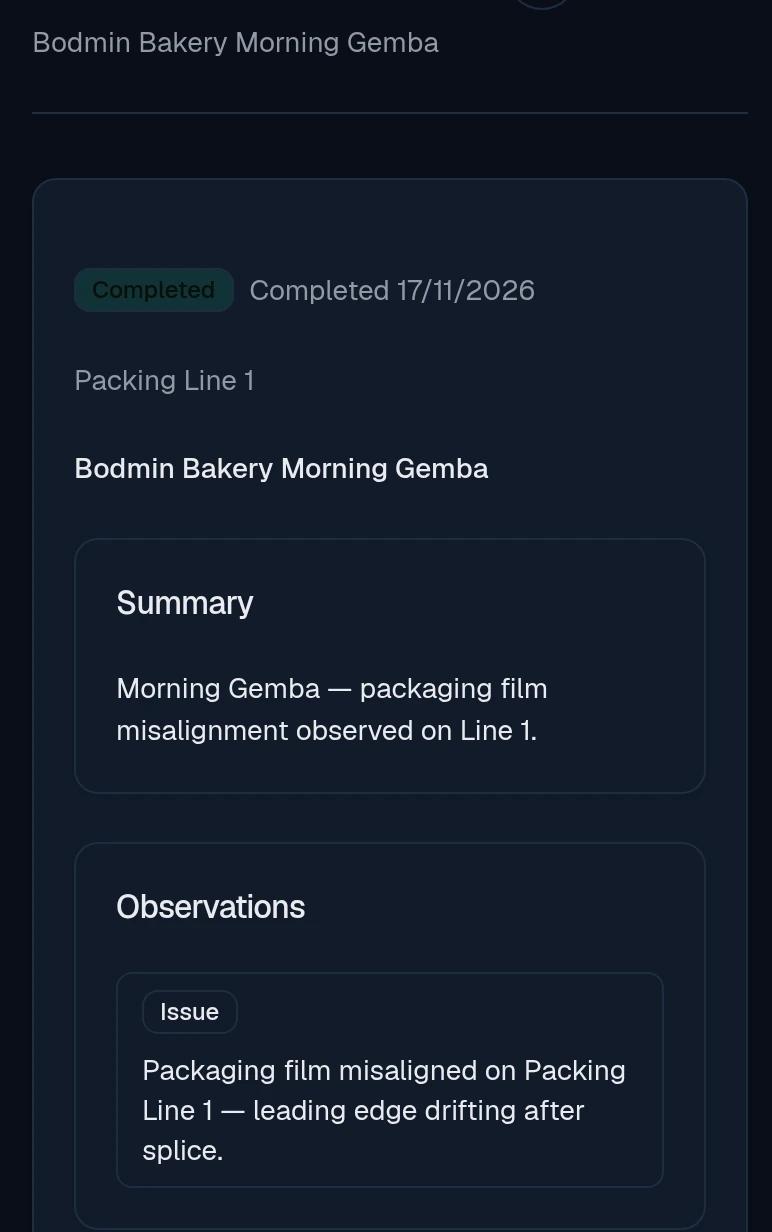 Bodmin Bakery Morning Gemba
Completed Completed 17/11/2026
Packing Line 1
Bodmin Bakery Morning Gemba
Summary
Morning Gemba — packaging film
misalignment observed on Line 1.
Observations
Issue
Packaging film misaligned on Packing
Line 1 — leading edge drifting after
splice.